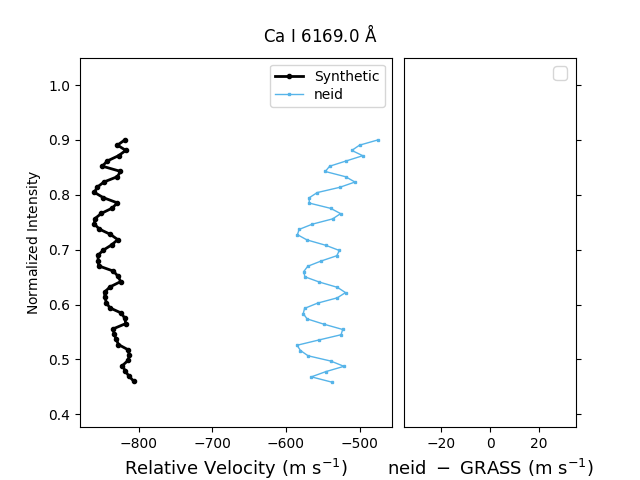 Ca I 6169.0 Å
Synthetic
neid
Normalized Intensity
1.0
0.9
0.8
0.7
0.6
0.5
0.4
−800 −700 −600 −500
−20 0 20
Relative Velocity (m s⁻¹)
neid − GRASS (m s⁻¹)